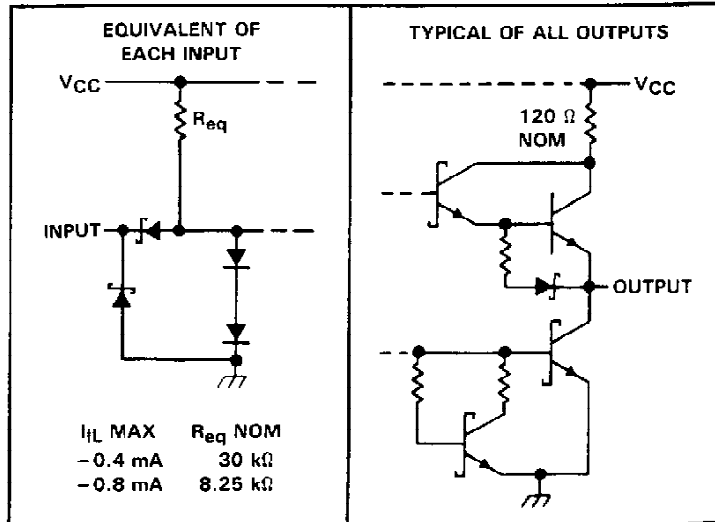 EQUIVALENT OF
EACH INPUT
VCC
Req
INPUT
IIL MAX Req NOM
−0.4 mA 30 kΩ
−0.8 mA 8.25 kΩ
TYPICAL OF ALL OUTPUTS
VCC
120 Ω
NOM
OUTPUT